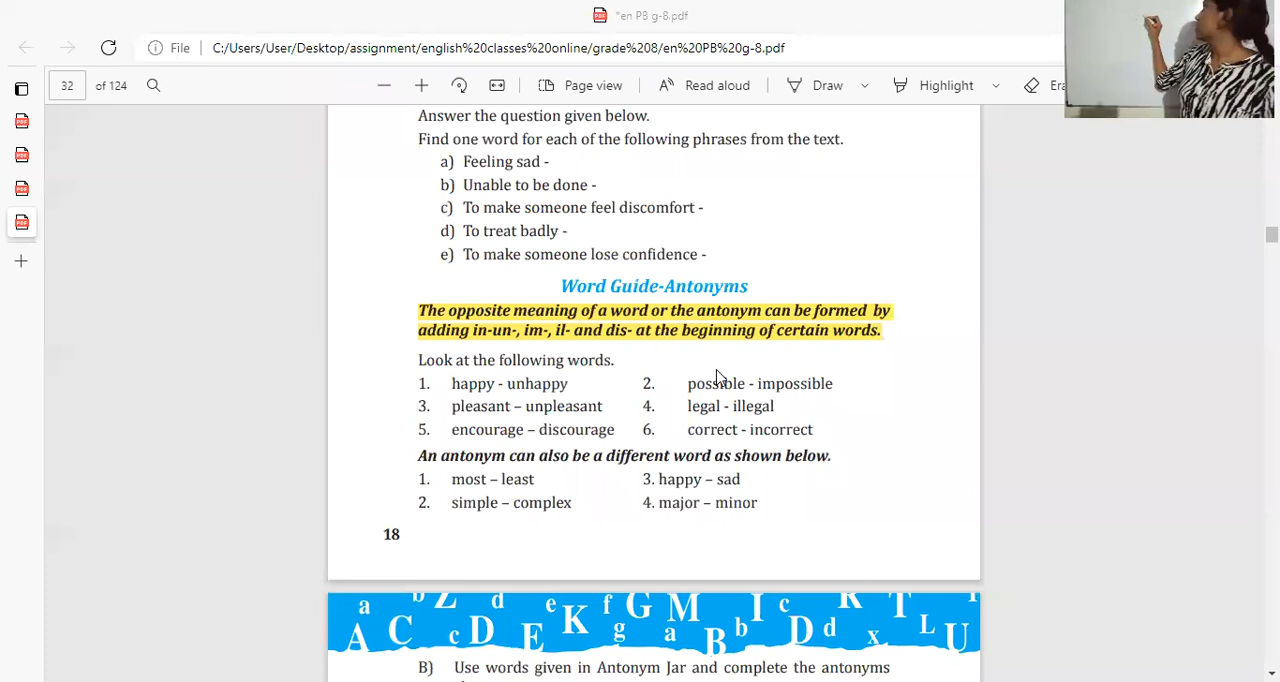 *en PB g-8.pdf
File | C:/Users/User/Desktop/assignment/english%20classes%20online/grade%208/en%20PB%20g-8.pdf
32 of 124 Page view Read aloud Draw Highlight
Answer the question given below.
Find one word for each of the following phrases from the text.
a) Feeling sad -
b) Unable to be done -
c) To make someone feel discomfort -
d) To treat badly -
e) To make someone lose confidence -
Word Guide-Antonyms
The opposite meaning of a word or the antonym can be formed by
adding in-un-, im-, il- and dis- at the beginning of certain words.
Look at the following words.
1. happy - unhappy 2. possible - impossible
3. pleasant – unpleasant 4. legal - illegal
5. encourage – discourage 6. correct - incorrect
An antonym can also be a different word as shown below.
1. most – least 3. happy – sad
2. simple – complex 4. major – minor
18
a b Z d e K f g G M a B b I c D d R x T L U
A C c D E
B) Use words given in Antonym Jar and complete the antonyms